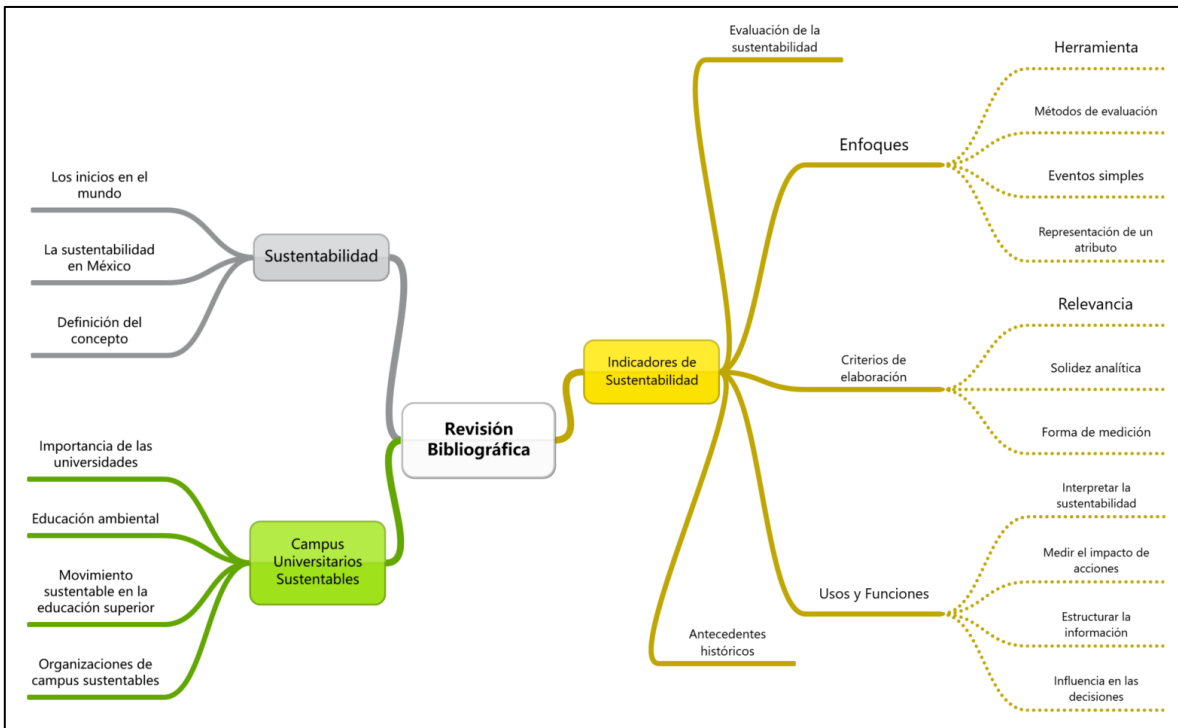 Revisión
Bibliográfica
Sustentabilidad
Los inicios en el
mundo
La sustentabilidad
en México
Definición del
concepto
Campus
Universitarios
Sustentables
Importancia de las
universidades
Educación ambiental
Movimiento
sustentable en la
educación superior
Organizaciones de
campus sustentables
Indicadores de
Sustentabilidad
Evaluación de la
sustentabilidad
Enfoques
Herramienta
Métodos de evaluación
Eventos simples
Representación de un
atributo
Criterios de
elaboración
Relevancia
Solidez analítica
Forma de medición
Usos y Funciones
Interpretar la
sustentabilidad
Medir el impacto de
acciones
Estructurar la
información
Influencia en las
decisiones
Antecedentes
históricos